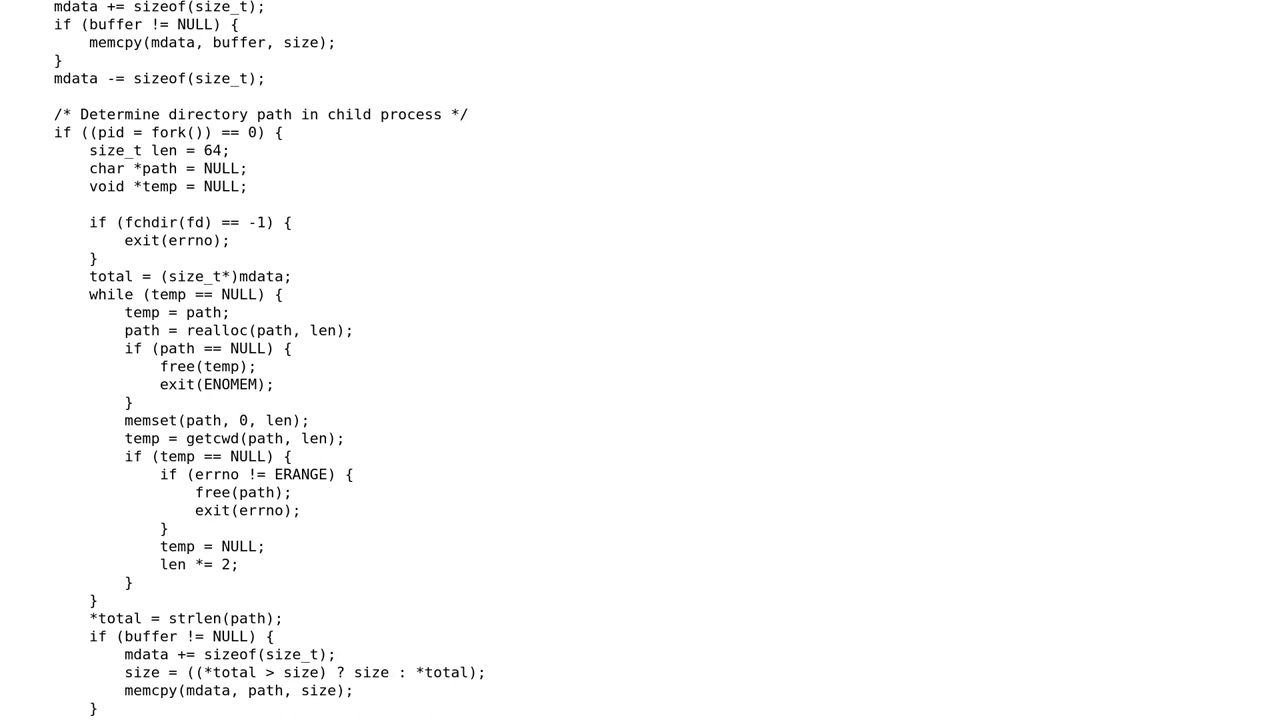 mdata += sizeof(size_t);
if (buffer != NULL) {
    memcpy(mdata, buffer, size);
}
mdata -= sizeof(size_t);

/* Determine directory path in child process */
if ((pid = fork()) == 0) {
    size_t len = 64;
    char *path = NULL;
    void *temp = NULL;

    if (fchdir(fd) == -1) {
        exit(errno);
    }
    total = (size_t*)mdata;
    while (temp == NULL) {
        temp = path;
        path = realloc(path, len);
        if (path == NULL) {
            free(temp);
            exit(ENOMEM);
        }
        memset(path, 0, len);
        temp = getcwd(path, len);
        if (temp == NULL) {
            if (errno != ERANGE) {
                free(path);
                exit(errno);
            }
            temp = NULL;
            len *= 2;
        }
    }
    *total = strlen(path);
    if (buffer != NULL) {
        mdata += sizeof(size_t);
        size = ((*total > size) ? size : *total);
        memcpy(mdata, path, size);
    }